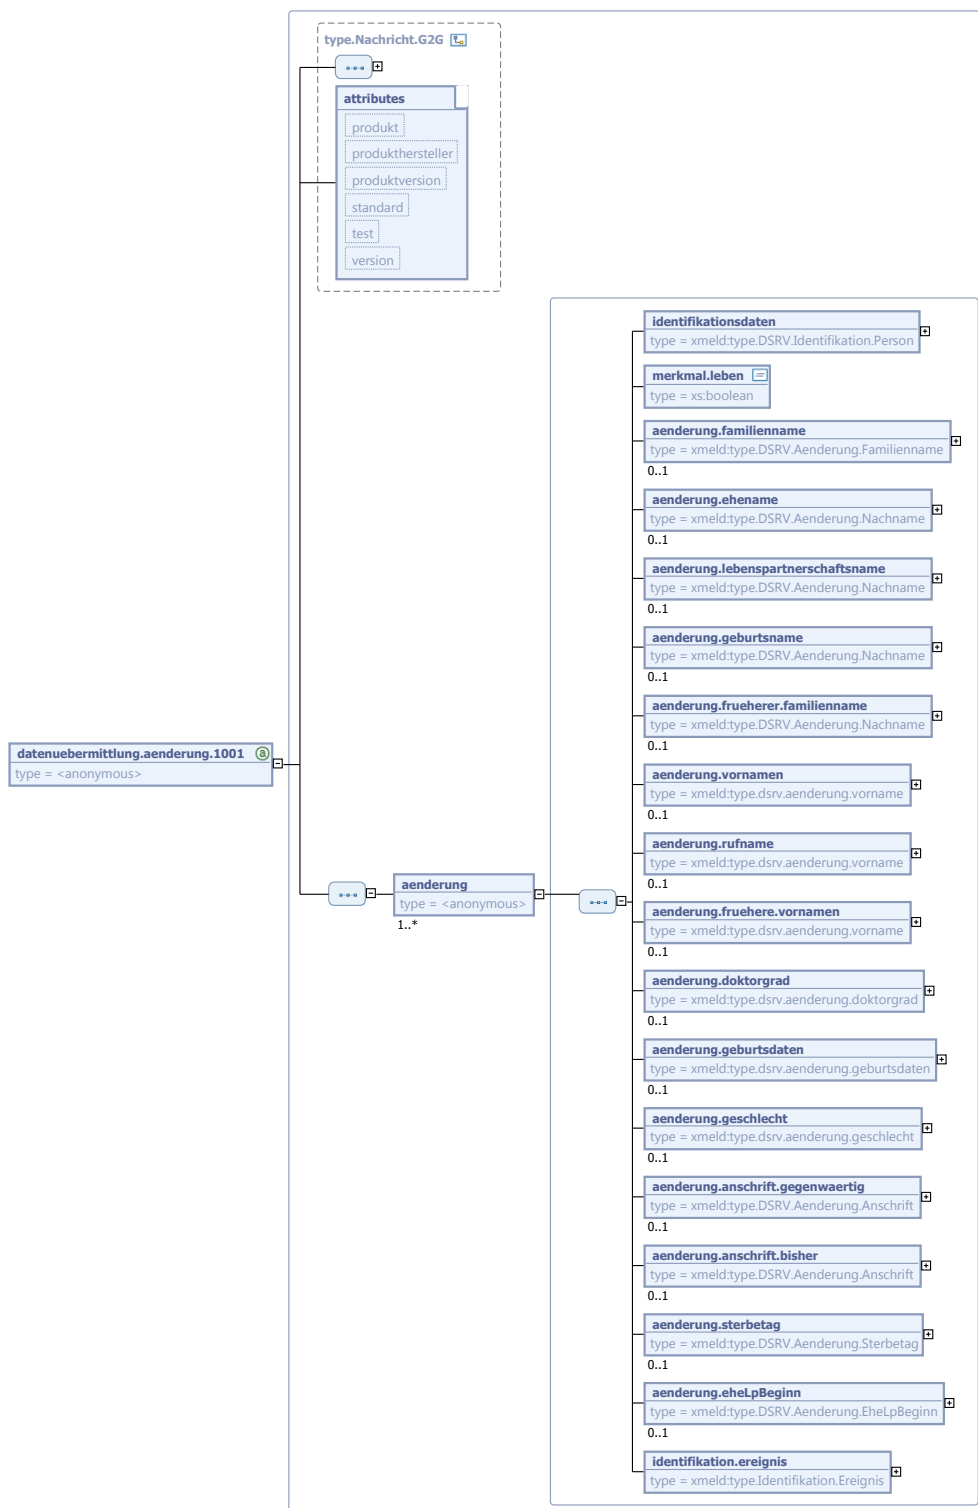 type.Nachricht.G2G
attributes
produkt
produkthersteller
produktversion
standard
test
version
identifikationsdaten
type = xmeld:type.DSRV.Identifikation.Person
merkmal.leben
type = xs:boolean
aenderung.familienname
type = xmeld:type.DSRV.Aenderung.Familienname
0..1
aenderung.ehename
type = xmeld:type.DSRV.Aenderung.Nachname
0..1
aenderung.lebenspartnerschaftsname
type = xmeld:type.DSRV.Aenderung.Nachname
0..1
aenderung.geburtsname
type = xmeld:type.DSRV.Aenderung.Nachname
0..1
aenderung.frueherer.familienname
type = xmeld:type.DSRV.Aenderung.Nachname
0..1
datenuebermittlung.aenderung.1001 a
type = <anonymous>
aenderung.vornamen
type = xmeld:type.dsrv.aenderung.vorname
0..1
aenderung.rufname
type = xmeld:type.dsrv.aenderung.vorname
0..1
aenderung
type = <anonymous>
1..*
aenderung.fruehere.vornamen
type = xmeld:type.dsrv.aenderung.vorname
0..1
aenderung.doktorgrad
type = xmeld:type.dsrv.aenderung.doktorgrad
0..1
aenderung.geburtsdaten
type = xmeld:type.dsrv.aenderung.geburtsdaten
0..1
aenderung.geschlecht
type = xmeld:type.dsrv.aenderung.geschlecht
0..1
aenderung.anschrift.gegenwaertig
type = xmeld:type.DSRV.Aenderung.Anschrift
0..1
aenderung.anschrift.bisher
type = xmeld:type.DSRV.Aenderung.Anschrift
0..1
aenderung.sterbetag
type = xmeld:type.DSRV.Aenderung.Sterbetag
0..1
aenderung.eheLpBeginn
type = xmeld:type.DSRV.Aenderung.EheLpBeginn
0..1
identifikation.ereignis
type = xmeld:type.Identifikation.Ereignis